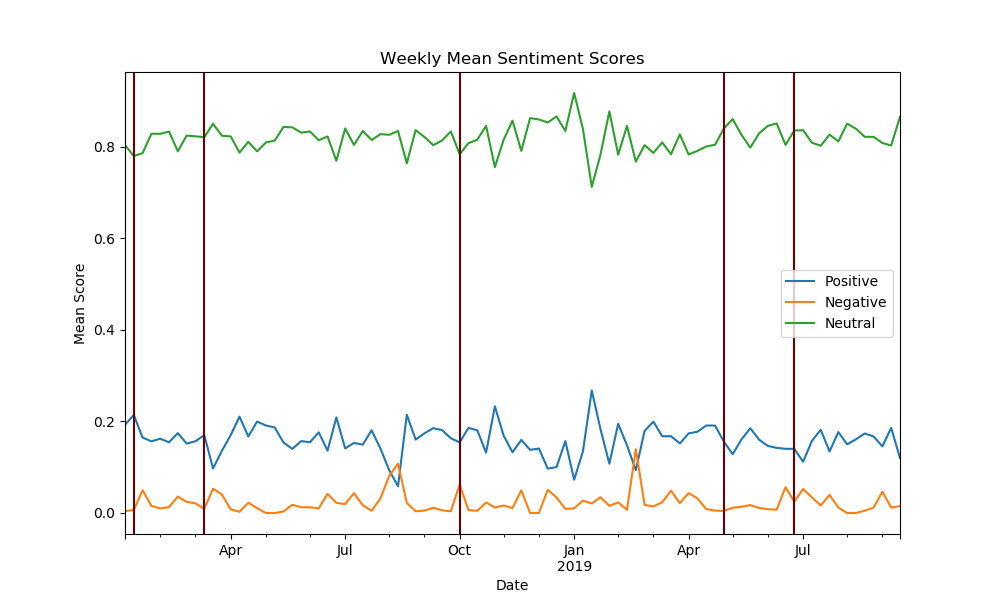 Weekly Mean Sentiment Scores
Mean Score
0.8
0.6
0.4
0.2
0.0
Positive
Negative
Neutral
Apr
Jul
Oct
Jan
2019
Apr
Jul
Date